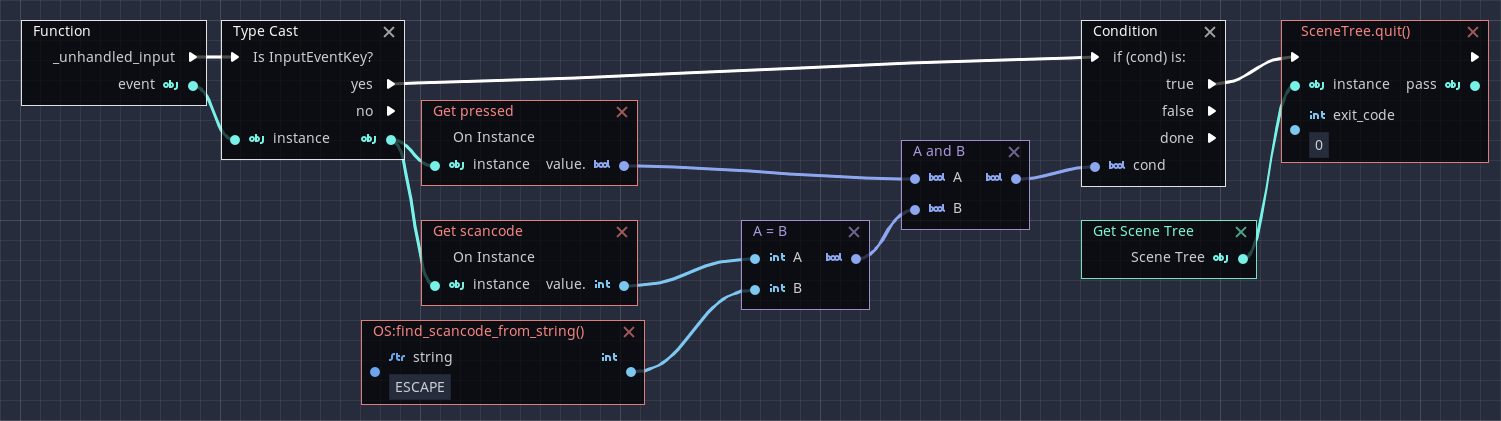 Function
_unhandled_input
event obj
Type Cast
Is InputEventKey?
yes
no
instance obj obj
Get pressed
On Instance
obj instance value. bool
Get scancode
On Instance
obj instance value. int
OS:find_scancode_from_string()
Str string int
ESCAPE
A = B
int A bool
int B
A and B
bool A bool
bool B
Condition
if (cond) is:
true
false
done
bool cond
Get Scene Tree
Scene Tree obj
SceneTree.quit()
obj instance pass obj
int exit_code
0